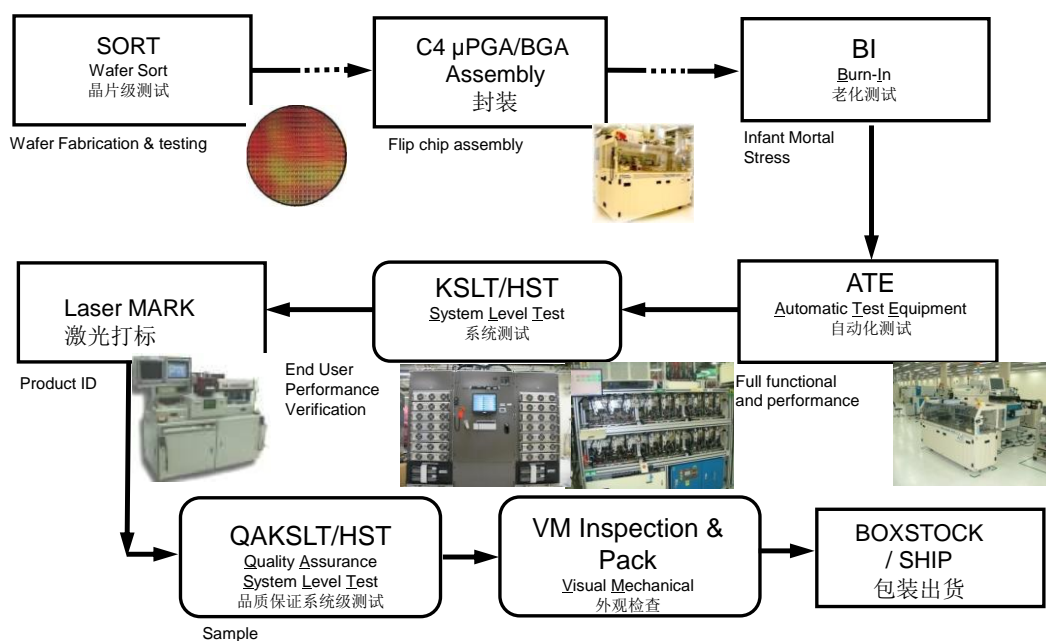 SORT
Wafer Sort
晶片级测试
Wafer Fabrication & testing
C4 µPGA/BGA
Assembly
封装
Flip chip assembly
BI
Burn-In
老化测试
Infant Mortal
Stress
ATE
Automatic Test Equipment
自动化测试
Full functional
and performance
KSLT/HST
System Level Test
系统测试
End User
Performance
Verification
Laser MARK
激光打标
Product ID
QAKSLT/HST
Quality Assurance
System Level Test
品质保证系统级测试
Sample
VM Inspection &
Pack
Visual Mechanical
外观检查
BOXSTOCK
/ SHIP
包装出货